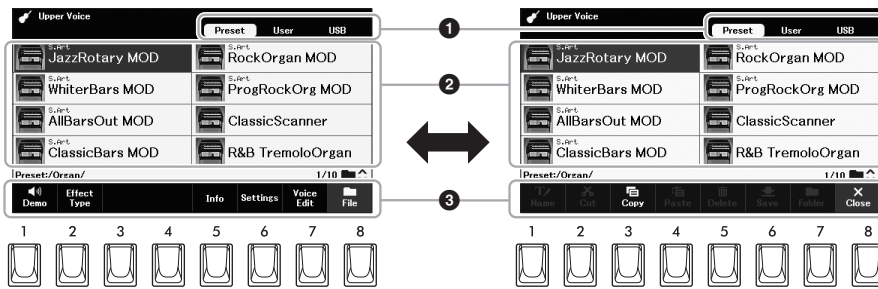 Upper Voice
Preset User USB
S.Art JazzRotary MOD S.Art RockOrgan MOD
S.Art WhiterBars MOD S.Art ProgRockOrg MOD
S.Art AllBarsOut MOD ClassicScanner
S.Art ClassicBars MOD R&B TremoloOrgan
Preset:/Organ/ 1/10
Demo Effect Type Info Settings Voice Edit File
1 2 3 4 5 6 7 8
1
2
3
Upper Voice
Preset User USB
S.Art JazzRotary MOD S.Art RockOrgan MOD
S.Art WhiterBars MOD S.Art ProgRockOrg MOD
S.Art AllBarsOut MOD ClassicScanner
S.Art ClassicBars MOD R&B TremoloOrgan
Preset:/Organ/ 1/10
Name Cut Copy Paste Delete Save Folder Close
1 2 3 4 5 6 7 8